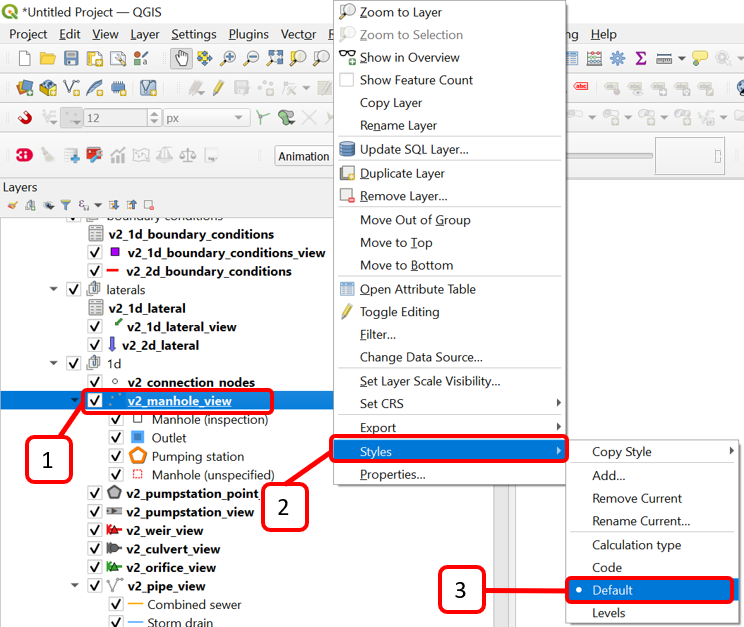 *Untitled Project — QGIS
Project Edit View Layer Settings Plugins Vector
Help
12
px
Animation
Layers
boundary conditions
v2_1d_boundary_conditions
v2_1d_boundary_conditions_view
v2_2d_boundary_conditions
laterals
v2_1d_lateral
v2_1d_lateral_view
v2_2d_lateral
1d
v2_connection_nodes
v2_manhole_view
Manhole (inspection)
Outlet
Pumping station
Manhole (unspecified)
v2_pumpstation_point_
v2_pumpstation_view
v2_weir_view
v2_culvert_view
v2_orifice_view
v2_pipe_view
Combined sewer
Storm drain
Zoom to Layer
Zoom to Selection
Show in Overview
Show Feature Count
Copy Layer
Rename Layer
Update SQL Layer...
Duplicate Layer
Remove Layer...
Move Out of Group
Move to Top
Move to Bottom
Open Attribute Table
Toggle Editing
Filter...
Change Data Source...
Set Layer Scale Visibility...
Set CRS
Export
Styles
Properties...
Copy Style
Add...
Remove Current
Rename Current...
Calculation type
Code
Default
Levels
1
2
3